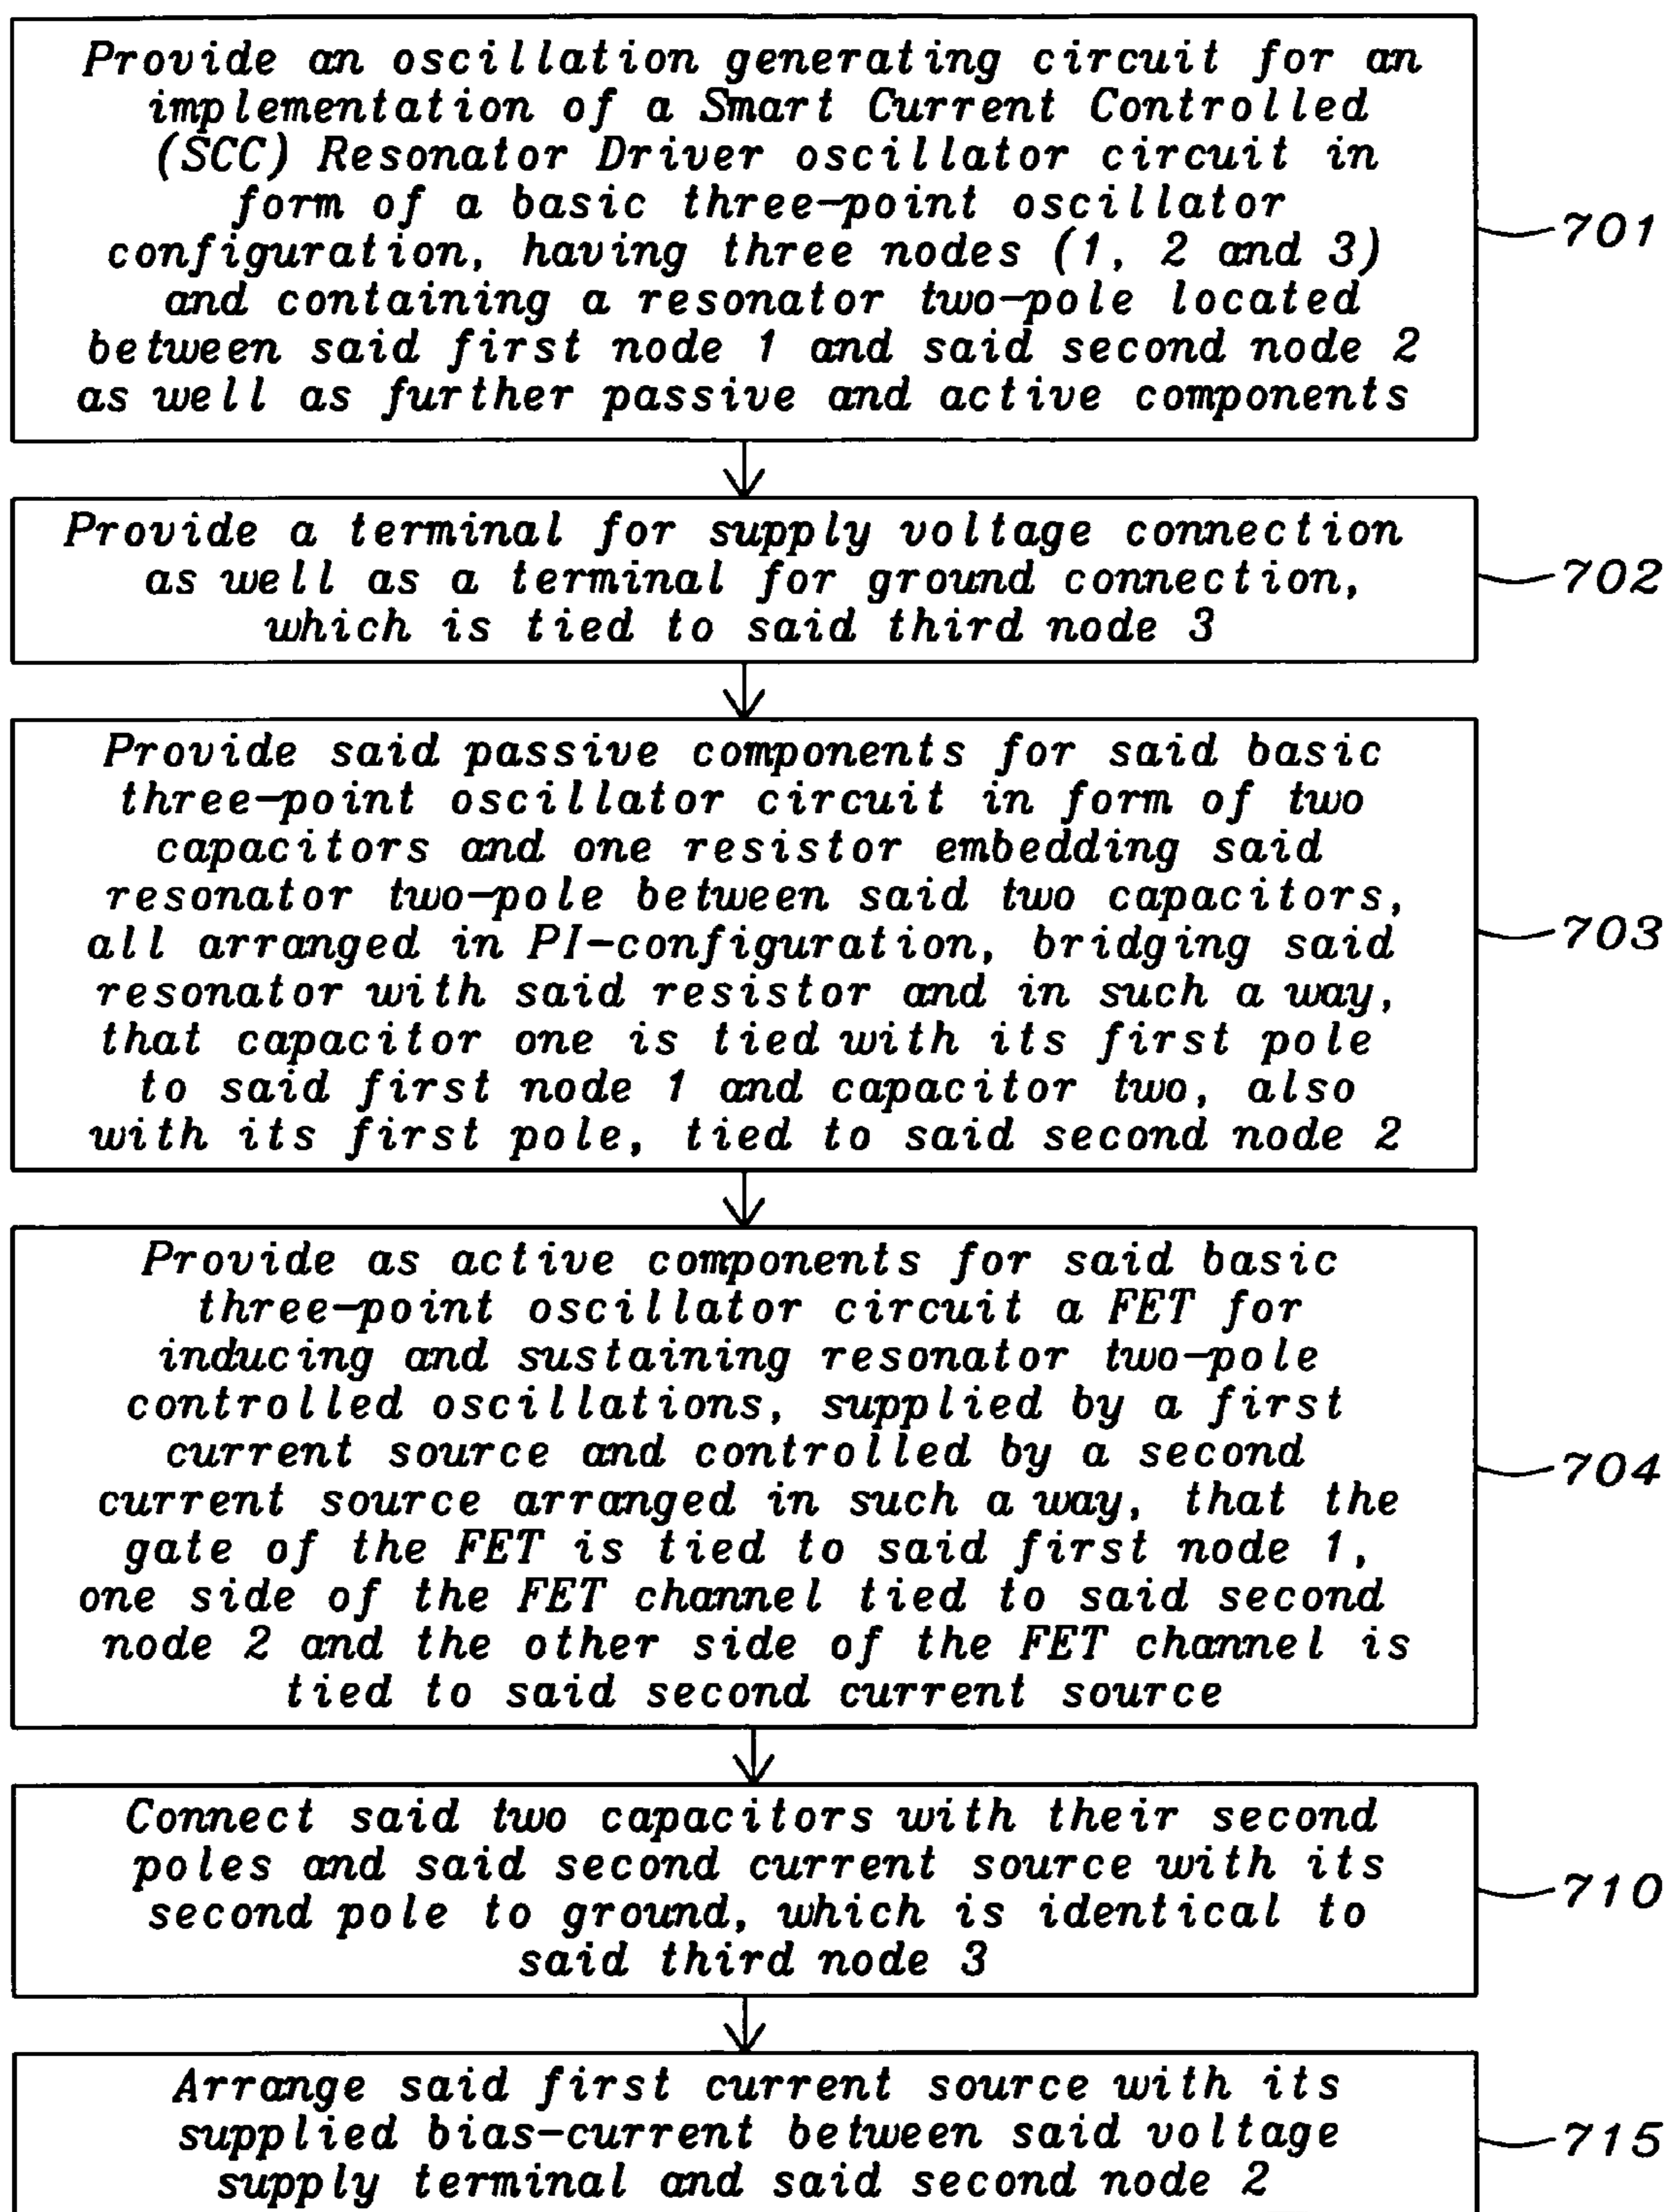 Provide an oscillation generating circuit for an
implementation of a Smart Current Controlled
(SCC) Resonator Driver oscillator circuit in
form of a basic three-point oscillator
configuration, having three nodes (1, 2 and 3)
and containing a resonator two-pole located
between said first node 1 and said second node 2
as well as further passive and active components
701
Provide a terminal for supply voltage connection
as well as a terminal for ground connection,
which is tied to said third node 3
702
Provide said passive components for said basic
three-point oscillator circuit in form of two
capacitors and one resistor embedding said
resonator two-pole between said two capacitors,
all arranged in PI-configuration, bridging said
resonator with said resistor and in such a way,
that capacitor one is tied with its first pole
to said first node 1 and capacitor two, also
with its first pole, tied to said second node 2
703
Provide as active components for said basic
three-point oscillator circuit a FET for
inducing and sustaining resonator two-pole
controlled oscillations, supplied by a first
current source and controlled by a second
current source arranged in such a way, that the
gate of the FET is tied to said first node 1,
one side of the FET channel tied to said second
node 2 and the other side of the FET channel is
tied to said second current source
704
Connect said two capacitors with their second
poles and said second current source with its
second pole to ground, which is identical to
said third node 3
710
Arrange said first current source with its
supplied bias-current between said voltage
supply terminal and said second node 2
715